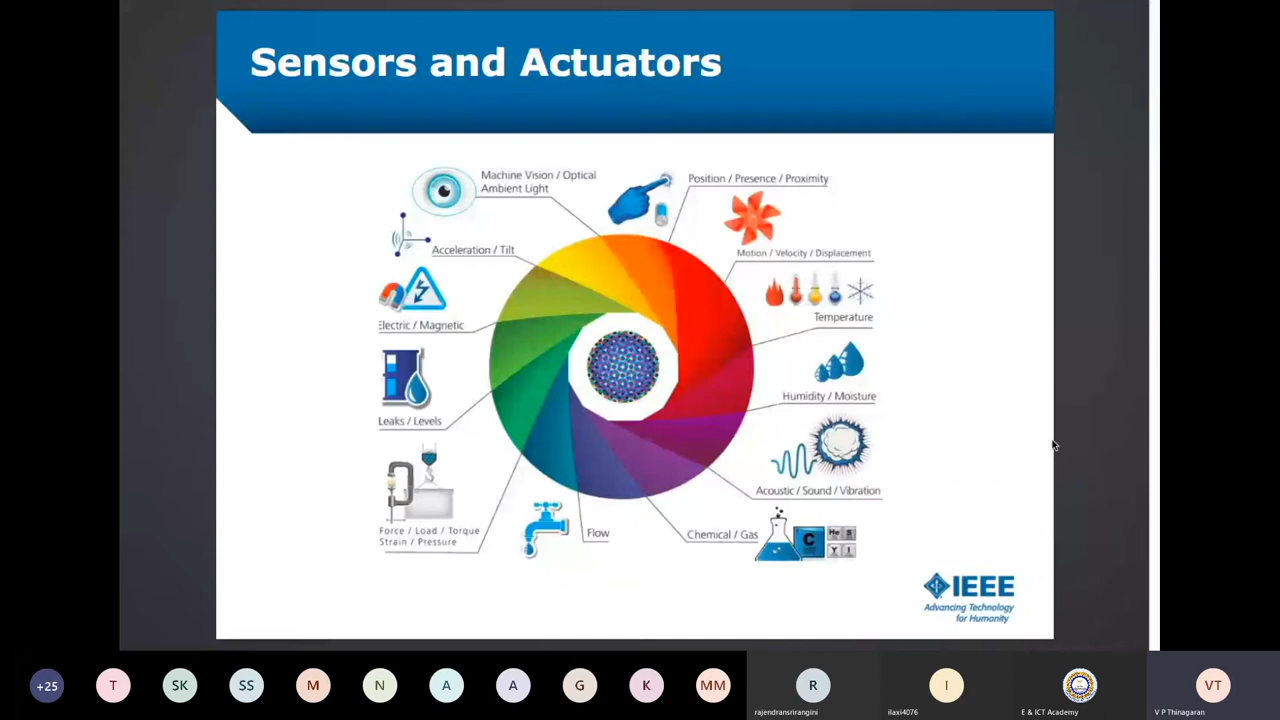 Sensors and Actuators
Machine Vision / Optical
Ambient Light
Position / Presence / Proximity
Acceleration / Tilt
Motion / Velocity / Displacement
Electric / Magnetic
Temperature
Humidity / Moisture
Leaks / Levels
Acoustic / Sound / Vibration
Force / Load / Torque
Strain / Pressure
Flow
Chemical / Gas
C
He S
Y I
IEEE
Advancing Technology
for Humanity
+25
T
SK
SS
M
N
A
A
G
K
MM
R
I
VT
rajendransrirangini
ilaxi4076
E & ICT Academy
V P Thinagaran